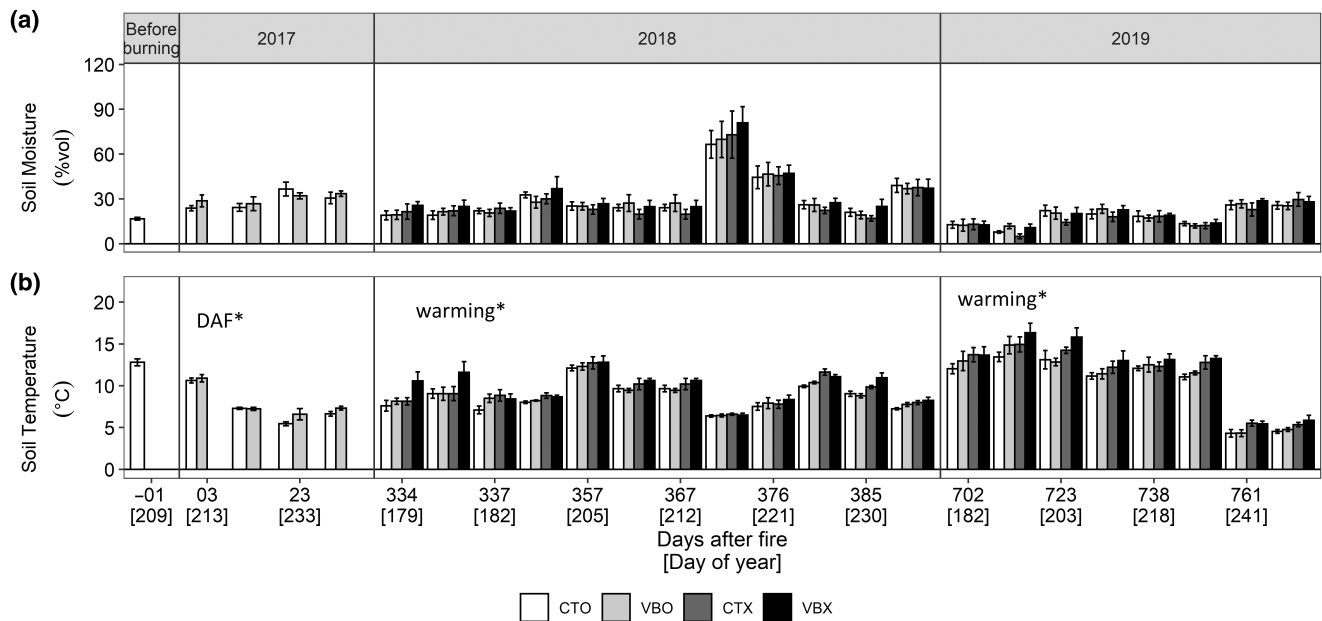 (a)
Before burning
2017
2018
2019
Soil Moisture
(%vol)
120
90
60
30
0
(b)
Soil Temperature
(°C)
20
15
10
5
0
DAF*
warming*
warming*
−01 03 23 334 337 357 367 376 385 702 723 738 761
[209] [213] [233] [179] [182] [205] [212] [221] [230] [182] [203] [218] [241]
Days after fire
[Day of year]
CTO VBO CTX VBX